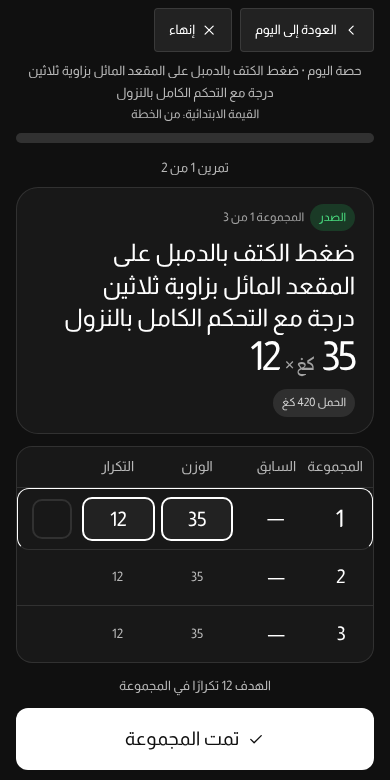 العودة إلى اليوم
إنهاء
حصة اليوم · ضغط الكتف بالدمبل على المقعد المائل بزاوية ثلاثين
درجة مع التحكم الكامل بالنزول
القيمة الابتدائية: من الخطة
تمرين 1 من 2
الصدر المجموعة 1 من 3
ضغط الكتف بالدمبل على
المقعد المائل بزاوية ثلاثين
درجة مع التحكم الكامل بالنزول
35 كغ × 12
الحمل 420 كغ
المجموعة السابق الوزن التكرار
1 — 35 12
2 — 35 12
3 — 35 12
الهدف 12 تكرارًا في المجموعة
تمت المجموعة